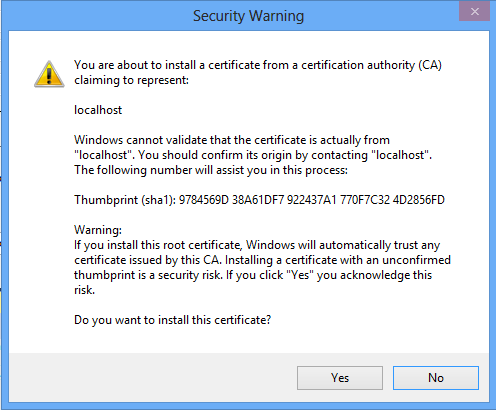 Security Warning
You are about to install a certificate from a certification authority (CA)
claiming to represent:
localhost
Windows cannot validate that the certificate is actually from
"localhost". You should confirm its origin by contacting "localhost".
The following number will assist you in this process:
Thumbprint (sha1): 9784569D 38A61DF7 922437A1 770F7C32 4D2856FD
Warning:
If you install this root certificate, Windows will automatically trust any
certificate issued by this CA. Installing a certificate with an unconfirmed
thumbprint is a security risk. If you click "Yes" you acknowledge this
risk.
Do you want to install this certificate?
Yes
No